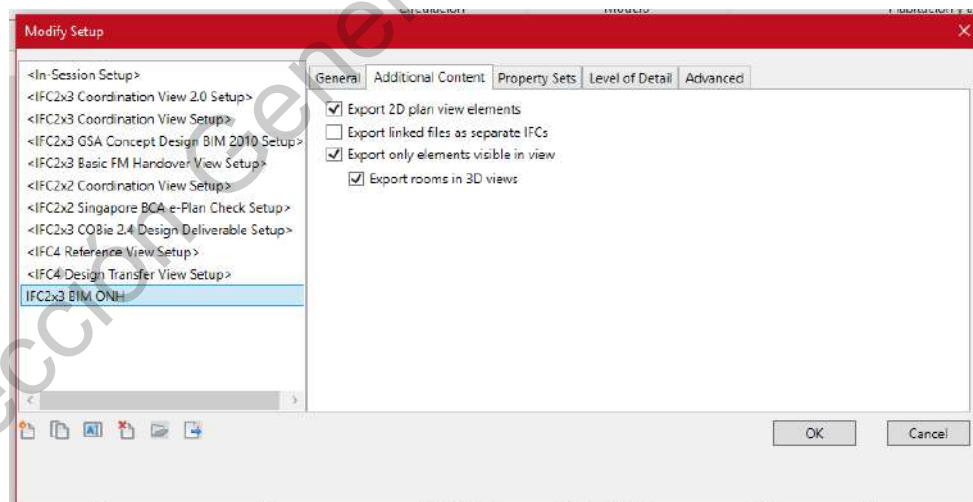 Modify Setup
<In-Session Setup>
<IFC2x3 Coordination View 2.0 Setup>
<IFC2x3 Coordination View Setup>
<IFC2x3 GSA Concept Design BIM 2010 Setup>
<IFC2x3 Basic FM Handover View Setup>
<IFC2x2 Coordination View Setup>
<IFC2x2 Singapore BCA e-Plan Check Setup>
<IFC2x3 COBie 2.4 Design Deliverable Setup>
<IFC4 Reference View Setup>
<IFC4 Design Transfer View Setup>
IFC2x3 BIM ONH
General Additional Content Property Sets Level of Detail Advanced
Export 2D plan view elements
Export linked files as separate IFCs
Export only elements visible in view
Export rooms in 3D views
OK Cancel
ección Gener